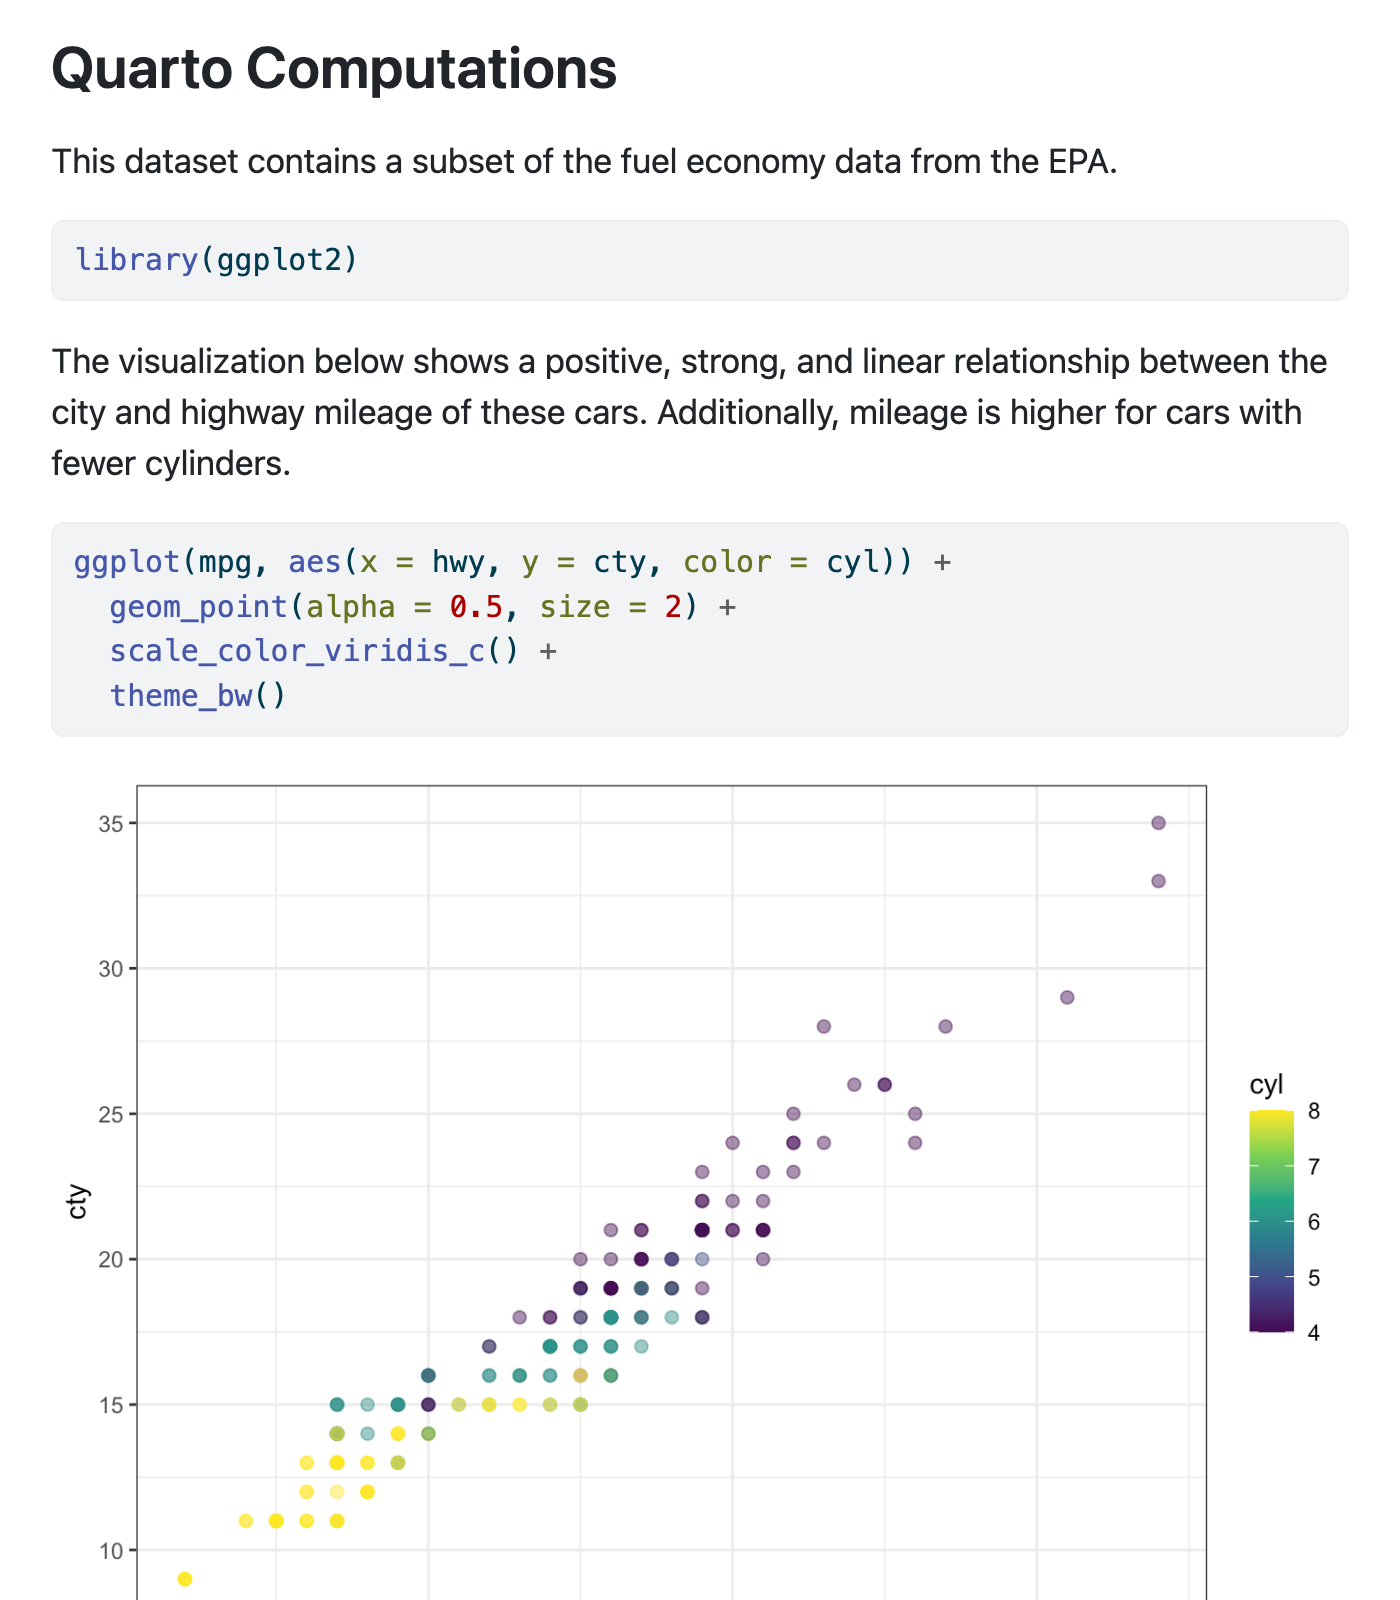 Quarto Computations
This dataset contains a subset of the fuel economy data from the EPA.
library(ggplot2)
The visualization below shows a positive, strong, and linear relationship between the
city and highway mileage of these cars. Additionally, mileage is higher for cars with
fewer cylinders.
ggplot(mpg, aes(x = hwy, y = cty, color = cyl)) +
  geom_point(alpha = 0.5, size = 2) +
  scale_color_viridis_c() +
  theme_bw()
35
30
25
20
15
10
cty
cyl
8
7
6
5
4